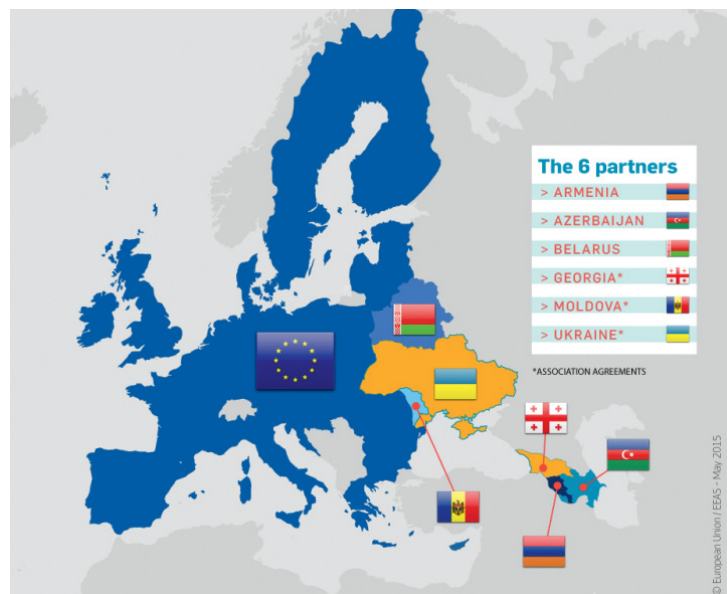 The 6 partners
> ARMENIA
> AZERBAIJAN
> BELARUS
> GEORGIA*
> MOLDOVA*
> UKRAINE*
*ASSOCIATION AGREEMENTS
© European Union / EEAS - May 2015